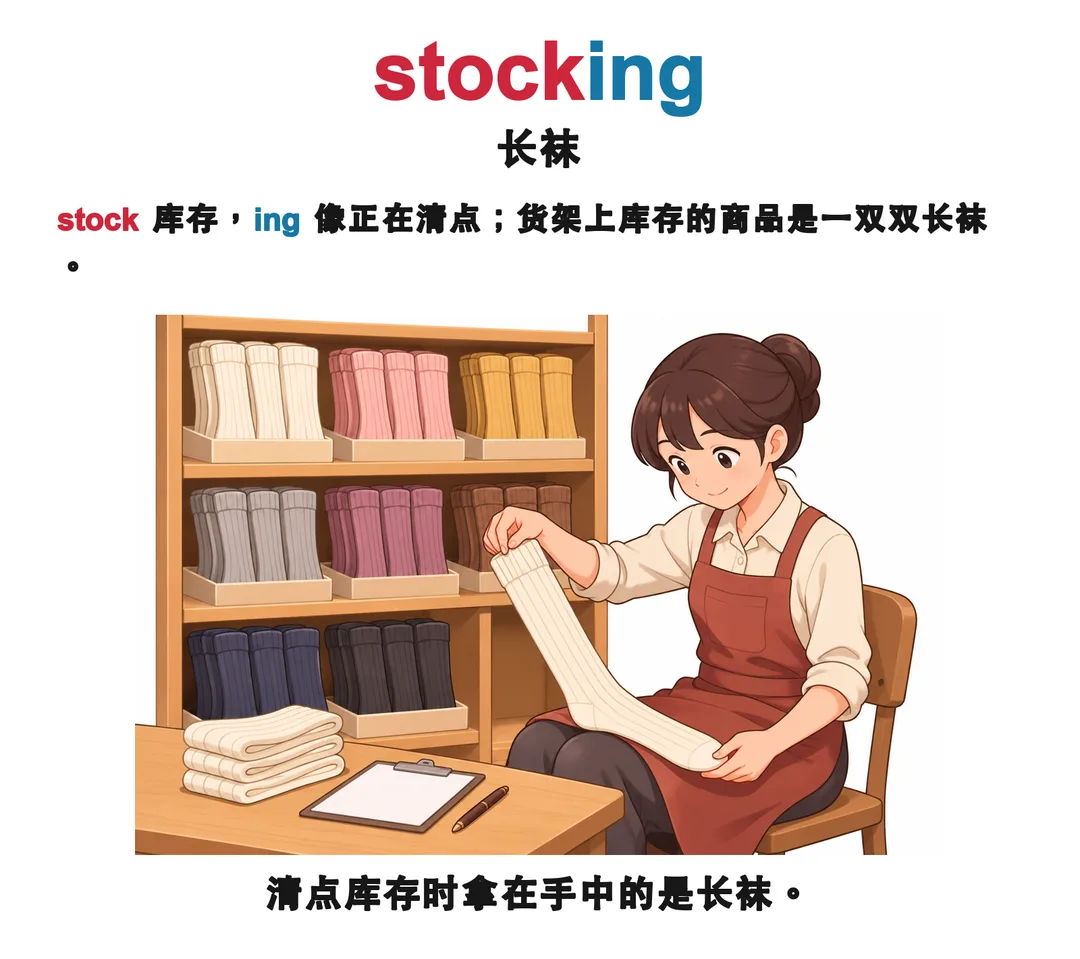 stocking
长袜
stock 库存，ing 像正在清点；货架上库存的商品是一双双长袜
。
清点库存时拿在手中的是长袜。